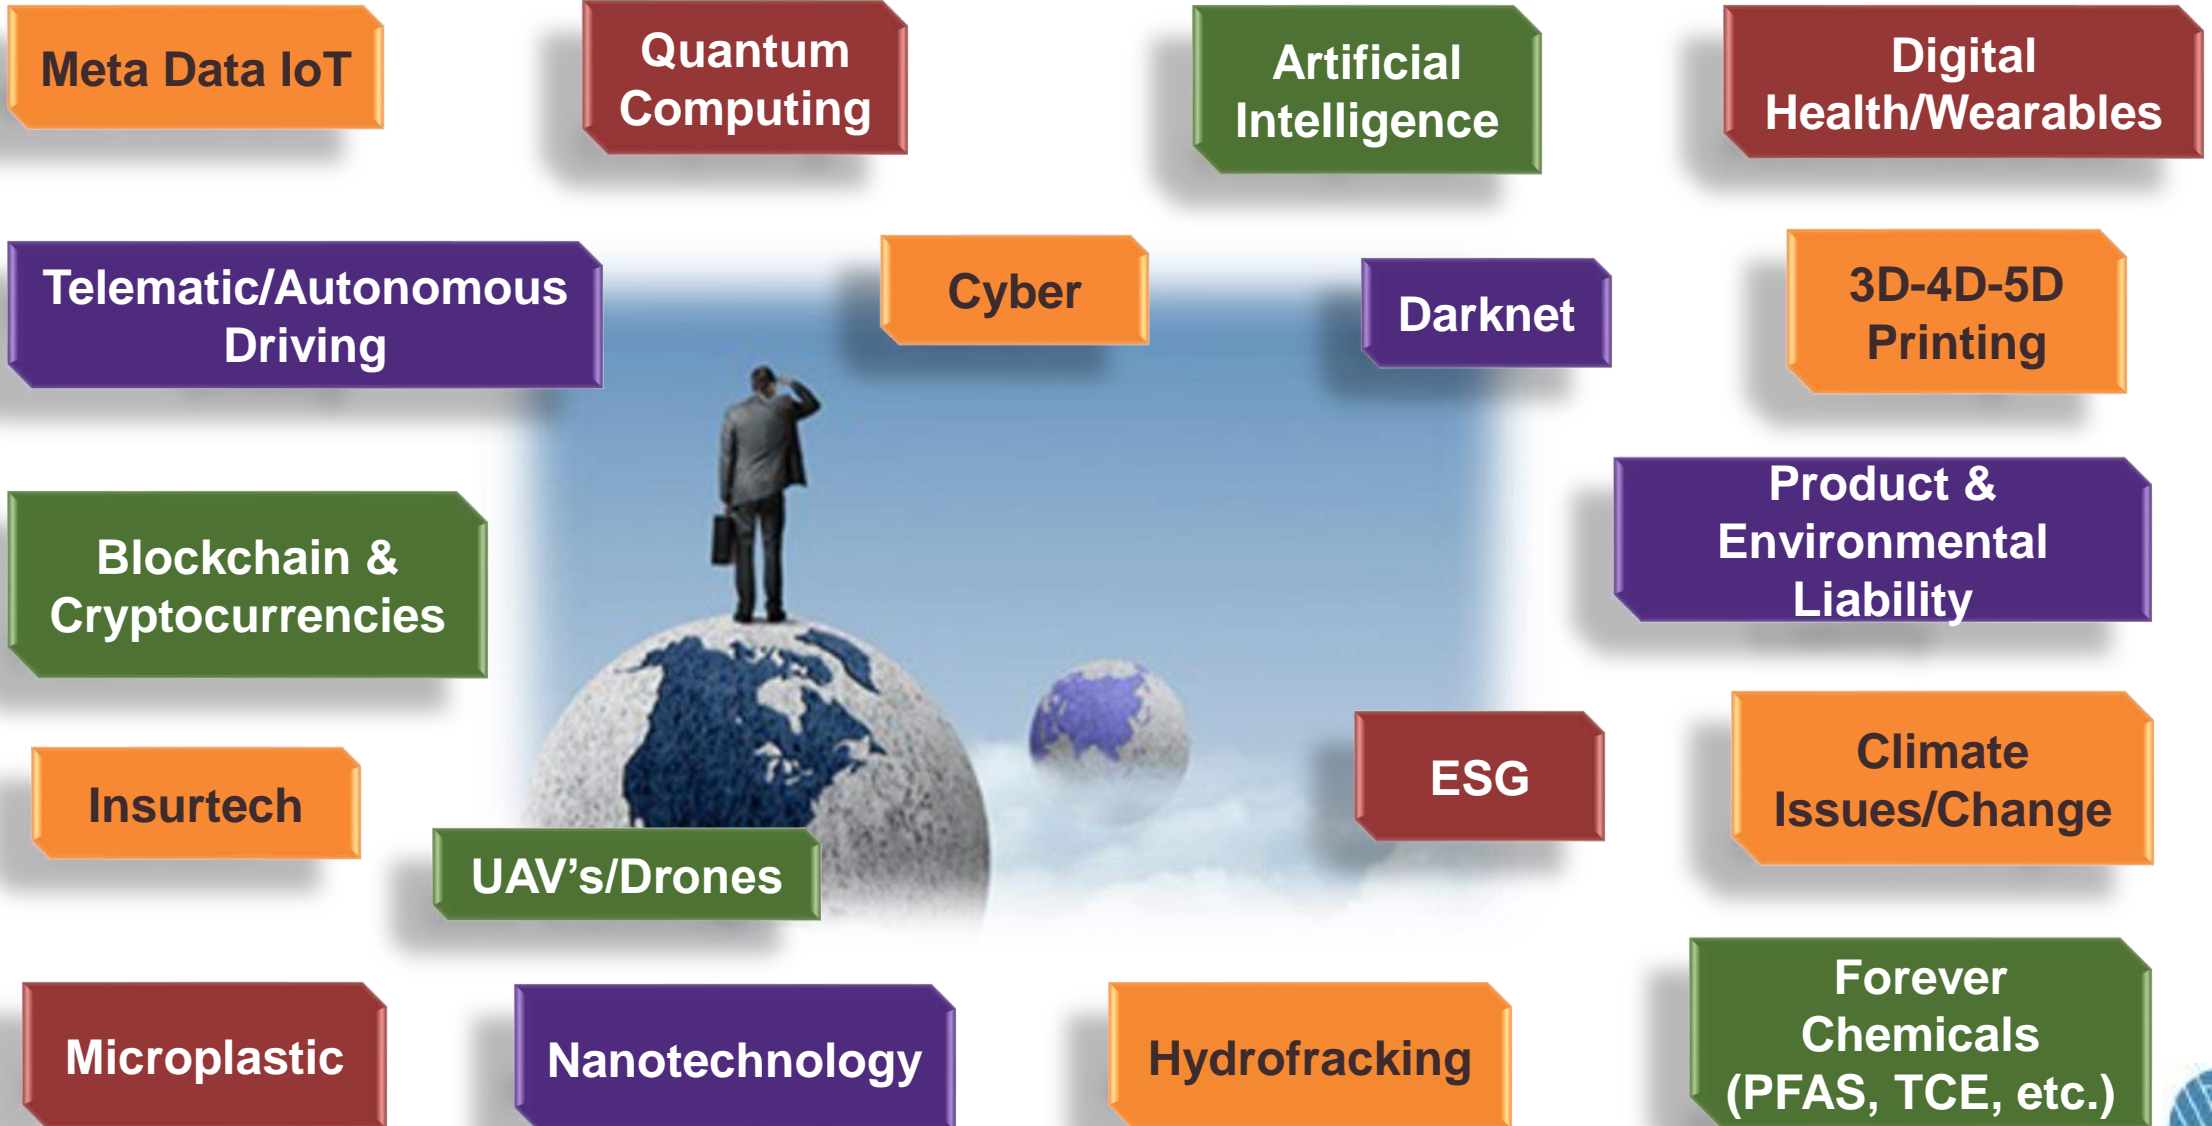 Meta Data IoT
Quantum
Computing
Artificial
Intelligence
Digital
Health/Wearables
Telematic/Autonomous
Driving
Cyber
Darknet
3D-4D-5D
Printing
Blockchain &
Cryptocurrencies
Product &
Environmental
Liability
Insurtech
UAV's/Drones
ESG
Climate
Issues/Change
Microplastic
Nanotechnology
Hydrofracking
Forever
Chemicals
(PFAS, TCE, etc.)